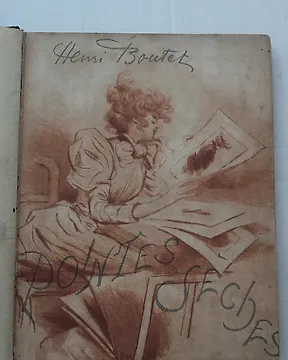 Henri Boutet
POINTES
SECHES